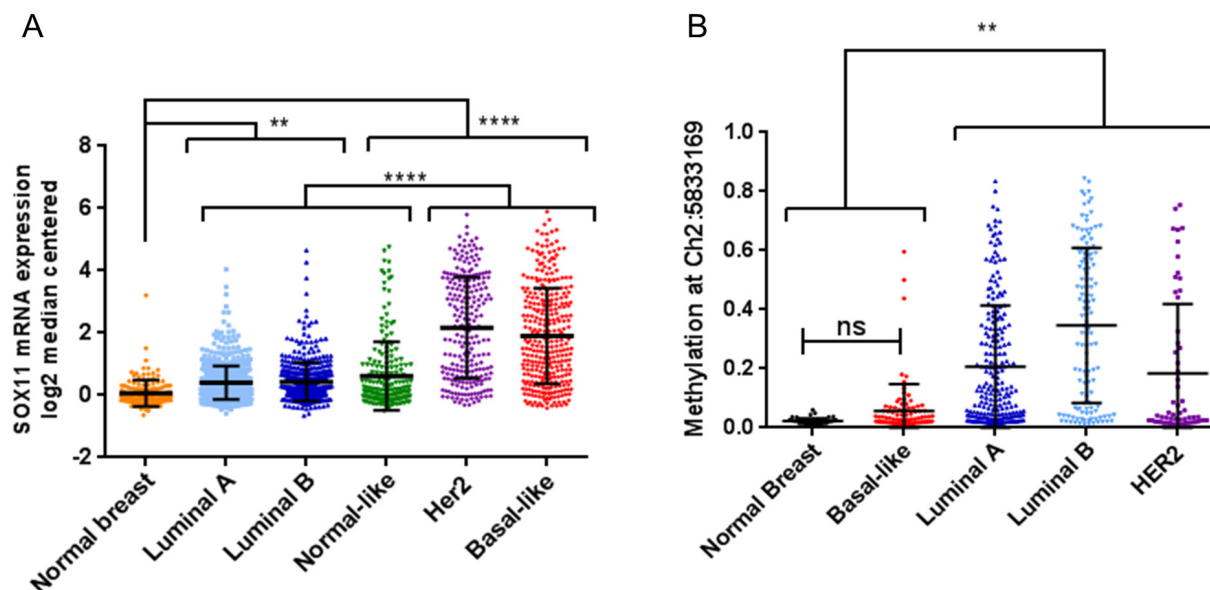 A
B
**
**
****
****
SOX11 mRNA expression
log2 median centered
8
6
4
2
0
-2
Normal breast
Luminal A
Luminal B
Normal-like
Her2
Basal-like
Methylation at Ch2:5833169
1.0
0.8
0.6
0.4
0.2
0.0
ns
Normal Breast
Basal-like
Luminal A
Luminal B
HER2